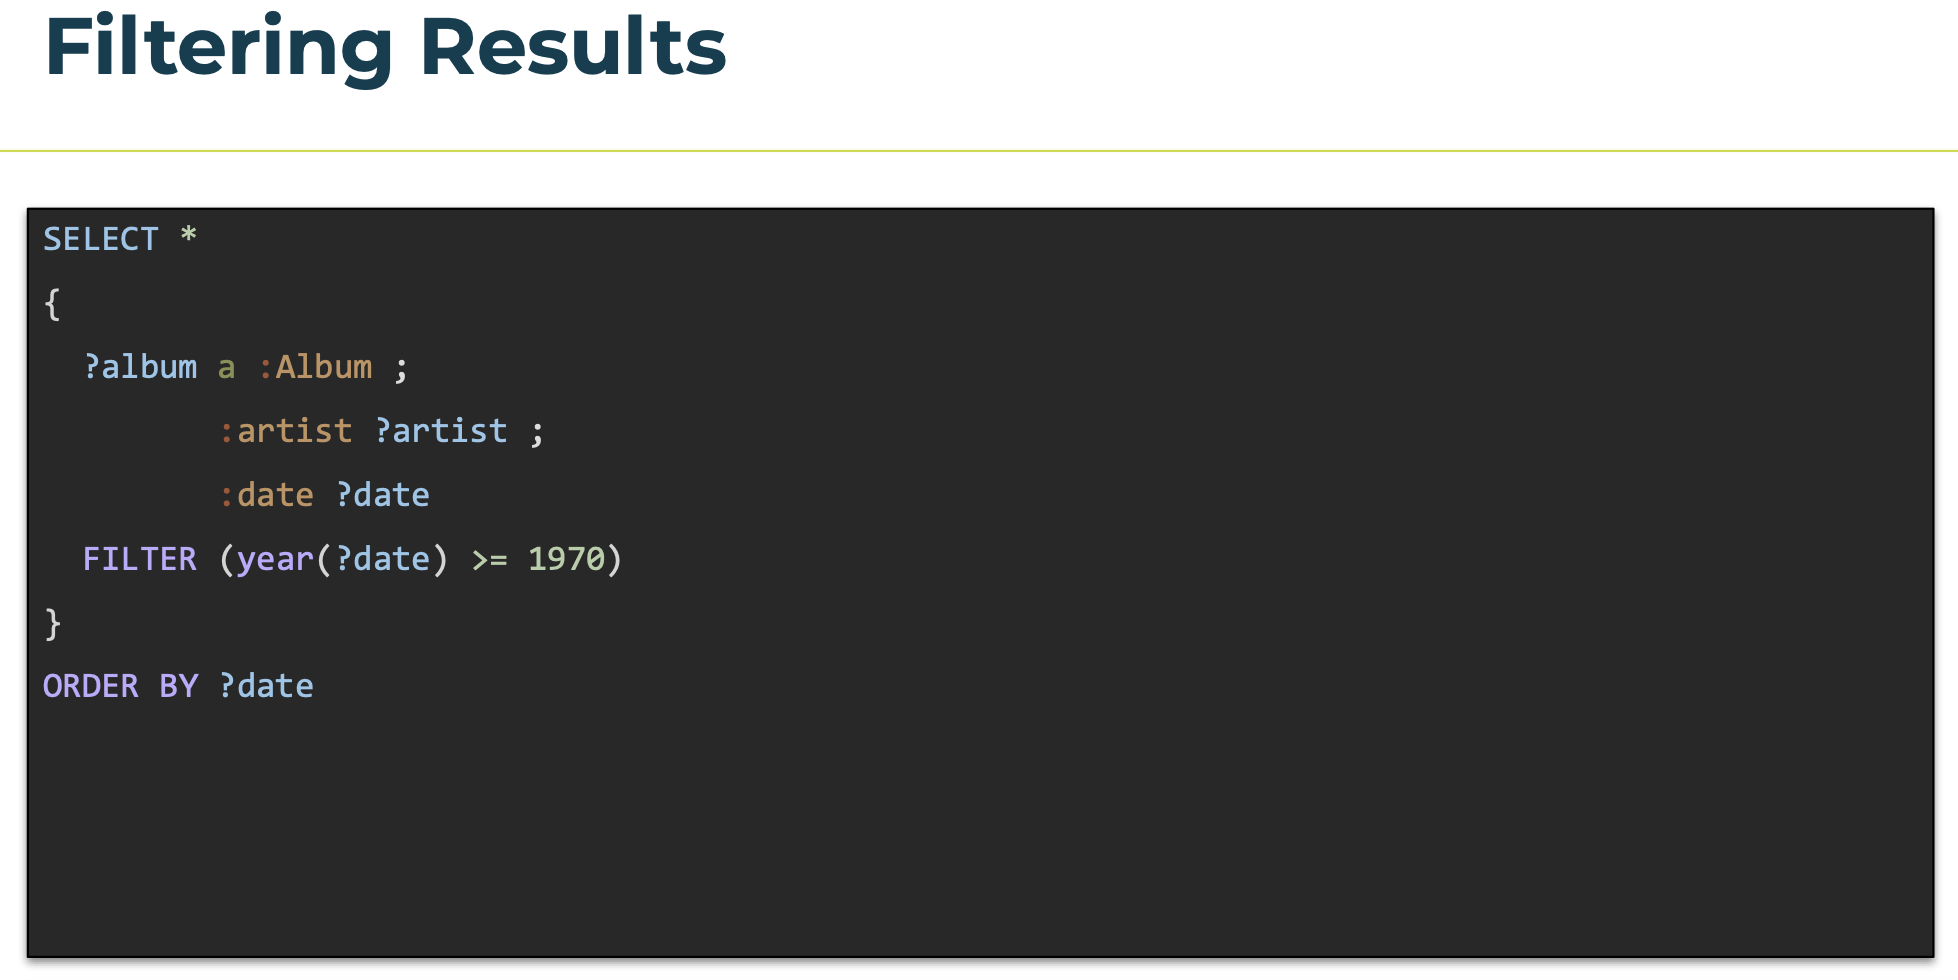 Filtering Results
SELECT *
{
  ?album a :Album ;
         :artist ?artist ;
         :date ?date
  FILTER (year(?date) >= 1970)
}
ORDER BY ?date